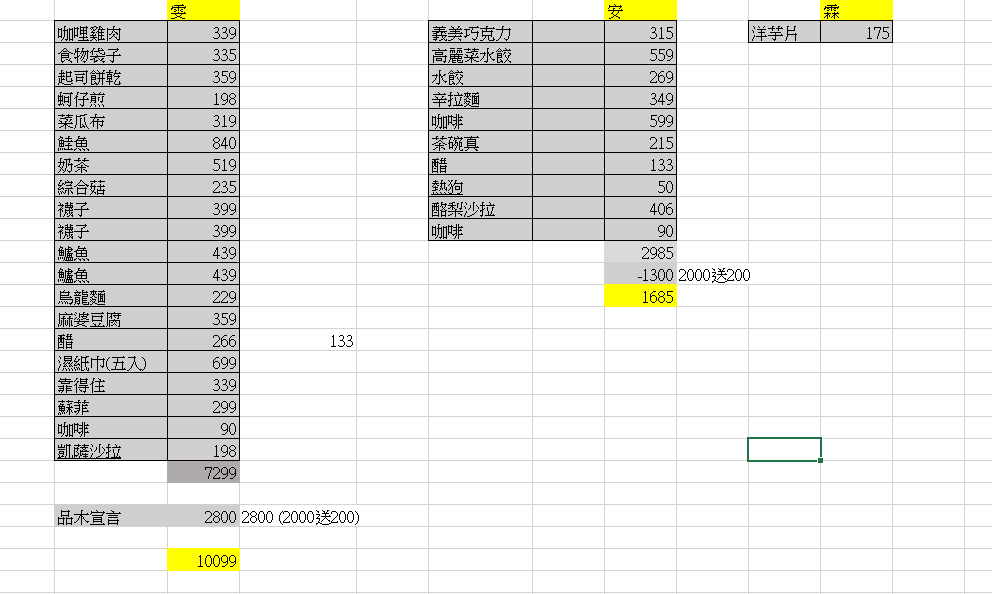 雯 安 霖
咖哩雞肉 339 義美巧克力 315 洋芋片 175
食物袋子 335 高麗菜水餃 559
起司餅乾 359 水餃 269
蚵仔煎 198 辛拉麵 349
菜瓜布 319 咖啡 599
鮭魚 840 茶碗真 215
奶茶 519 醋 133
綜合菇 235 熱狗 50
襪子 399 酪梨沙拉 406
襪子 399 咖啡 90
鱸魚 439 2985
鱸魚 439 -1300 2000送200
烏龍麵 229 1685
麻婆豆腐 359
醋 266 133
濕紙巾(五入) 699
靠得住 339
蘇菲 299
咖啡 90
凱薩沙拉 198
7299
品木宣言 2800 2800 (2000送200)
10099